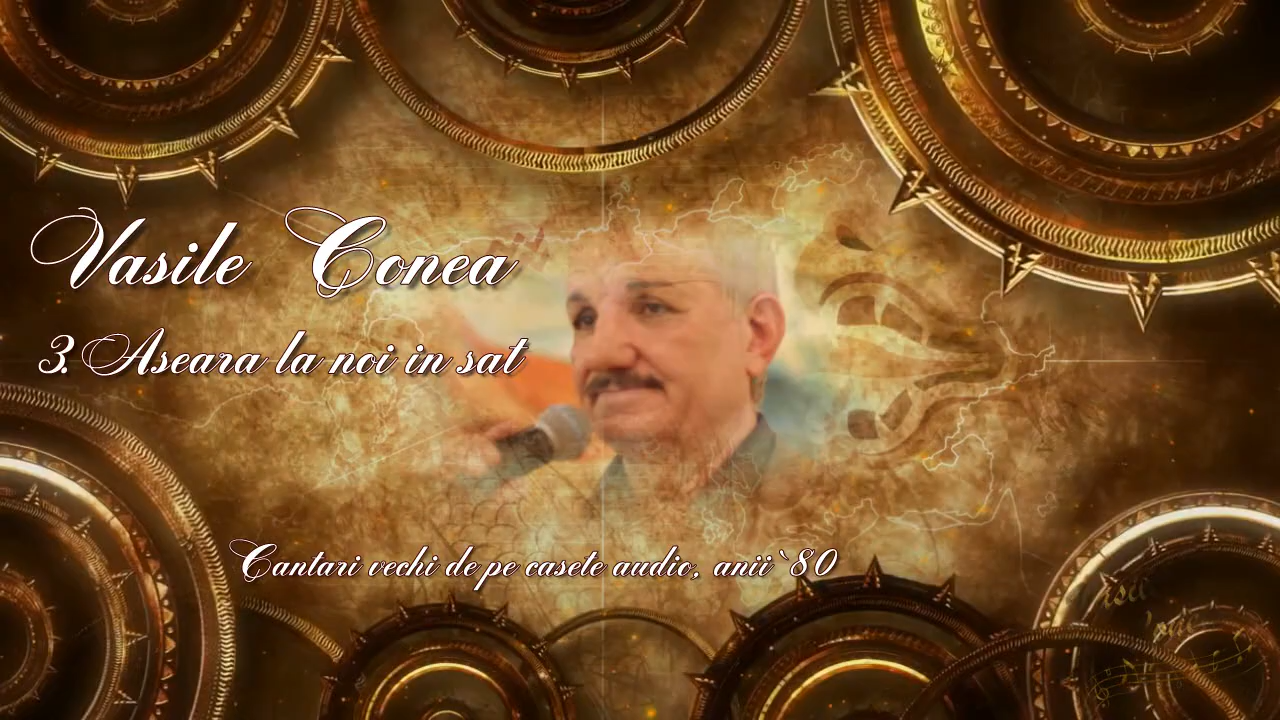 Vasile Conea
3. Aseara la noi in sat
Cantari vechi de pe casete audio, anii `80